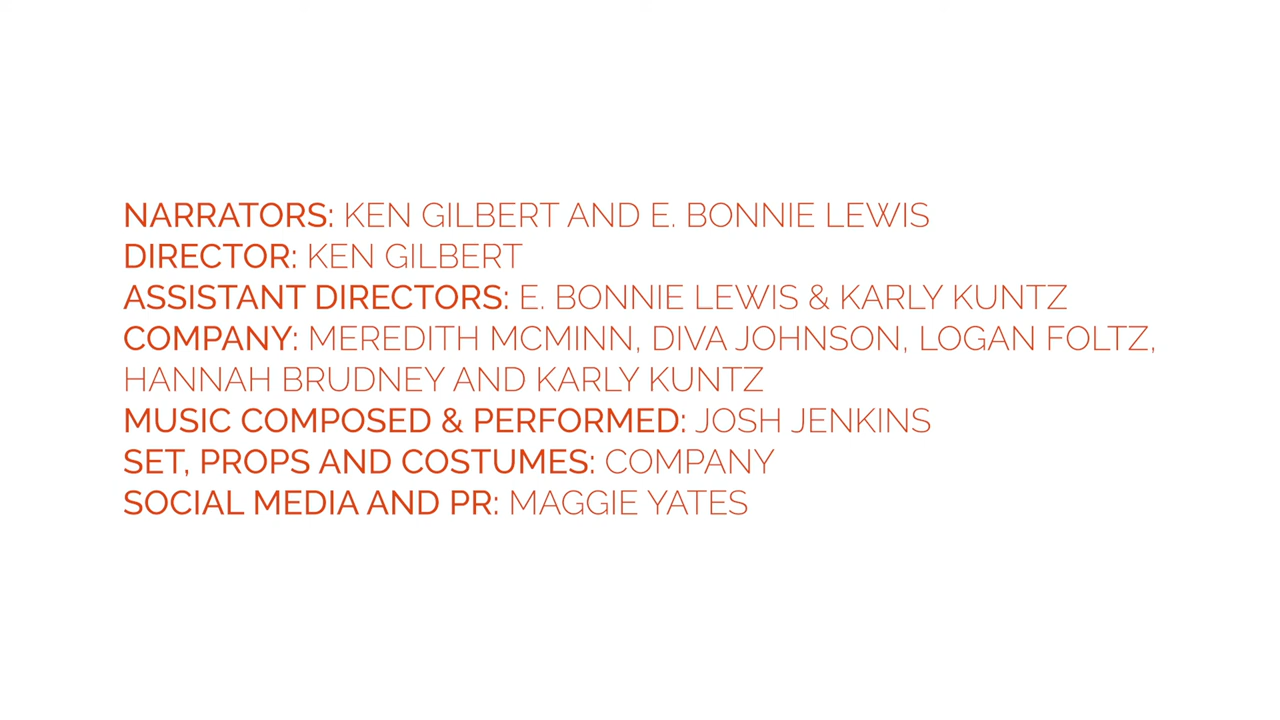 NARRATORS: KEN GILBERT AND E. BONNIE LEWIS
DIRECTOR: KEN GILBERT
ASSISTANT DIRECTORS: E. BONNIE LEWIS & KARLY KUNTZ
COMPANY: MEREDITH MCMINN, DIVA JOHNSON, LOGAN FOLTZ,
HANNAH BRUDNEY AND KARLY KUNTZ
MUSIC COMPOSED & PERFORMED: JOSH JENKINS
SET, PROPS AND COSTUMES: COMPANY
SOCIAL MEDIA AND PR: MAGGIE YATES